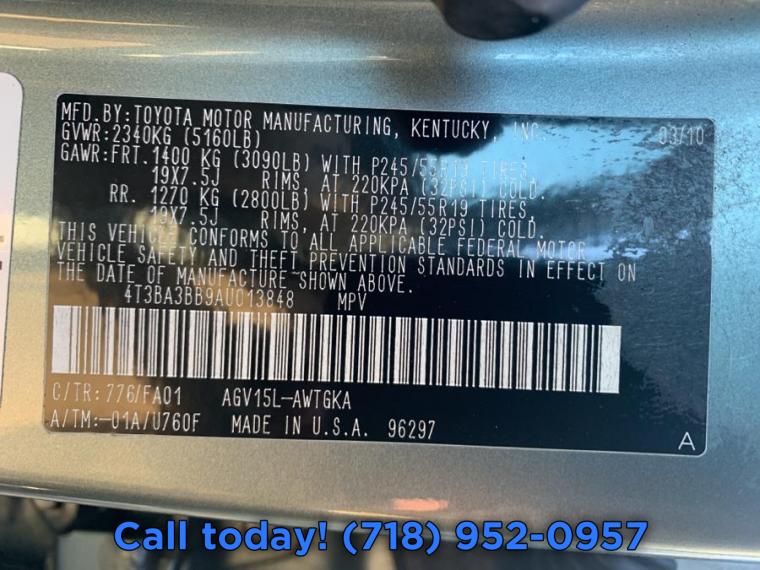 MFD.BY:TOYOTA MOTOR MANUFACTURING, KENTUCKY, INC. 03/10
GVWR:2340KG (5160LB)
GAWR:FRT.1400 KG (3090LB) WITH P245/55R19 TIRES,
19X7.5J RIMS, AT 220KPA (32PSI) COLD.
RR. 1270 KG (2800LB) WITH P245/55R19 TIRES,
19X7.5J RIMS, AT 220KPA (32PSI) COLD.
THIS VEHICLE CONFORMS TO ALL APPLICABLE FEDERAL MOTOR
VEHICLE SAFETY AND THEFT PREVENTION STANDARDS IN EFFECT ON
THE DATE OF MANUFACTURE SHOWN ABOVE.
4T3BA3BB9AU013848 MPV
C/TR:776/FA01 AGV15L-AWTGKA
A/TM:-01A/U760F MADE IN U.S.A. 96297
A
Call today! (718) 952-0957